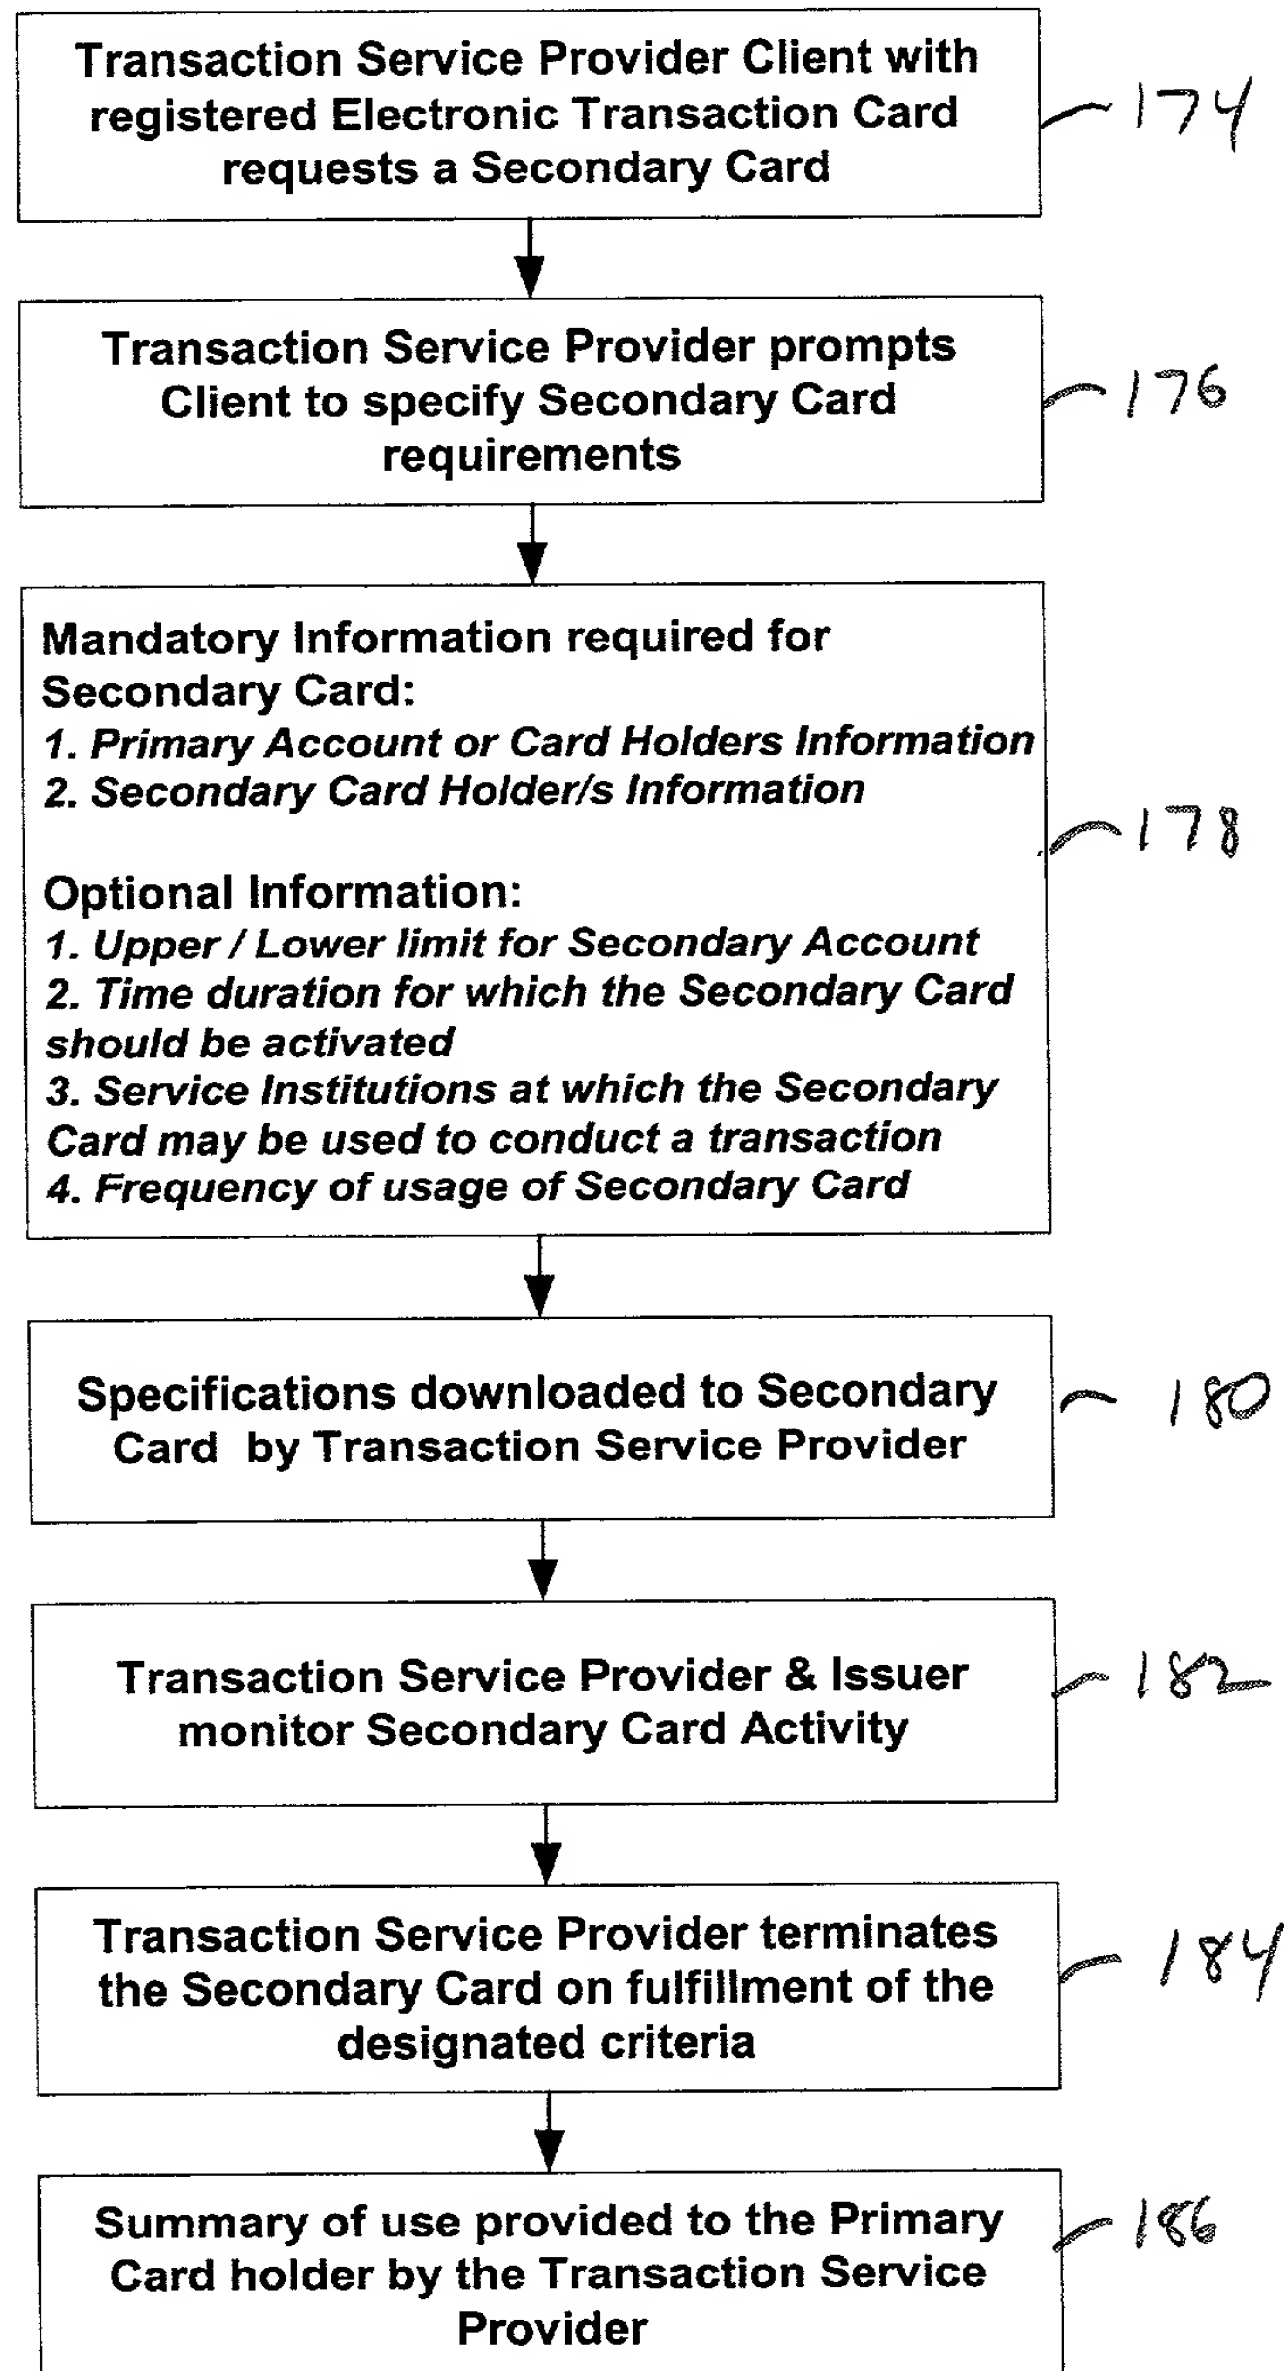 Transaction Service Provider Client with
registered Electronic Transaction Card
requests a Secondary Card
174
Transaction Service Provider prompts
Client to specify Secondary Card
requirements
176
Mandatory Information required for
Secondary Card:
1. Primary Account or Card Holders Information
2. Secondary Card Holder/s Information
178
Optional Information:
1. Upper / Lower limit for Secondary Account
2. Time duration for which the Secondary Card
should be activated
3. Service Institutions at which the Secondary
Card may be used to conduct a transaction
4. Frequency of usage of Secondary Card
Specifications downloaded to Secondary
Card by Transaction Service Provider
180
Transaction Service Provider & Issuer
monitor Secondary Card Activity
182
Transaction Service Provider terminates
the Secondary Card on fulfillment of the
designated criteria
184
Summary of use provided to the Primary
Card holder by the Transaction Service
Provider
186